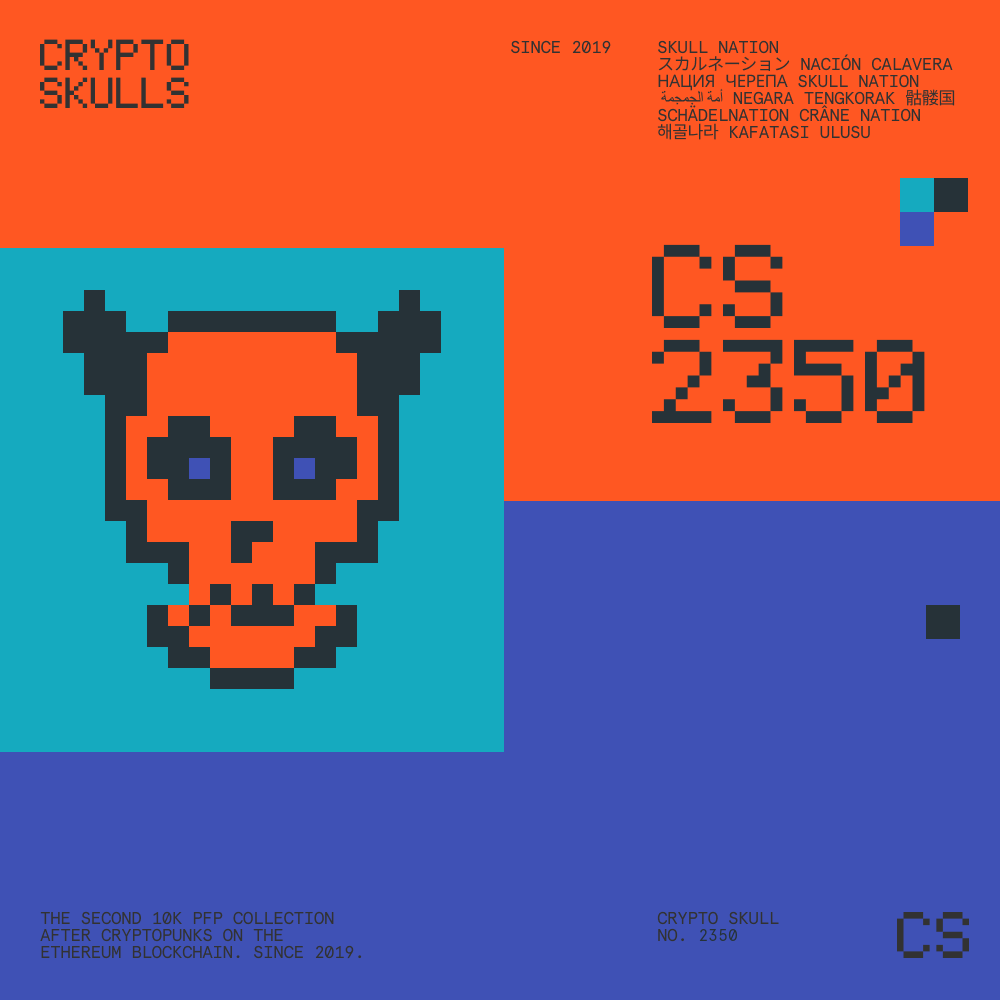 CRYPTO
SKULLS
SINCE 2019
SKULL NATION
スカルネーション NACIÓN CALAVERA
НАЦИЯ ЧЕРЕПА SKULL NATION
أمة الجمجمة NEGARA TENGKORAK 骷髅国
SCHÄDELNATION CRÂNE NATION
해골나라 KAFATASI ULUSU
CS
2350
THE SECOND 10K PFP COLLECTION
AFTER CRYPTOPUNKS ON THE
ETHEREUM BLOCKCHAIN. SINCE 2019.
CRYPTO SKULL
NO. 2350
CS